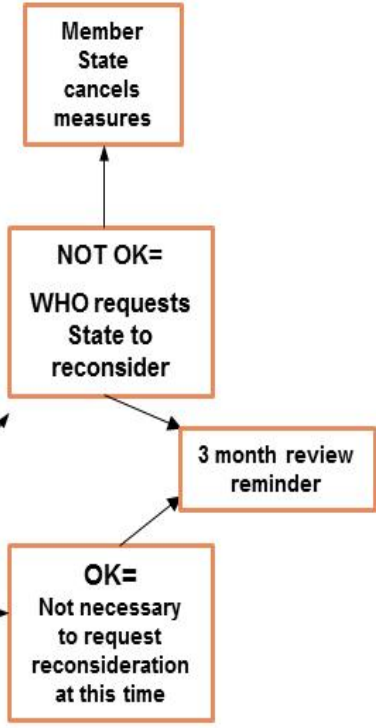 Member
State
cancels
measures
NOT OK=
WHO requests
State to
reconsider
3 month review
reminder
OK=
Not necessary
to request
reconsideration
at this time